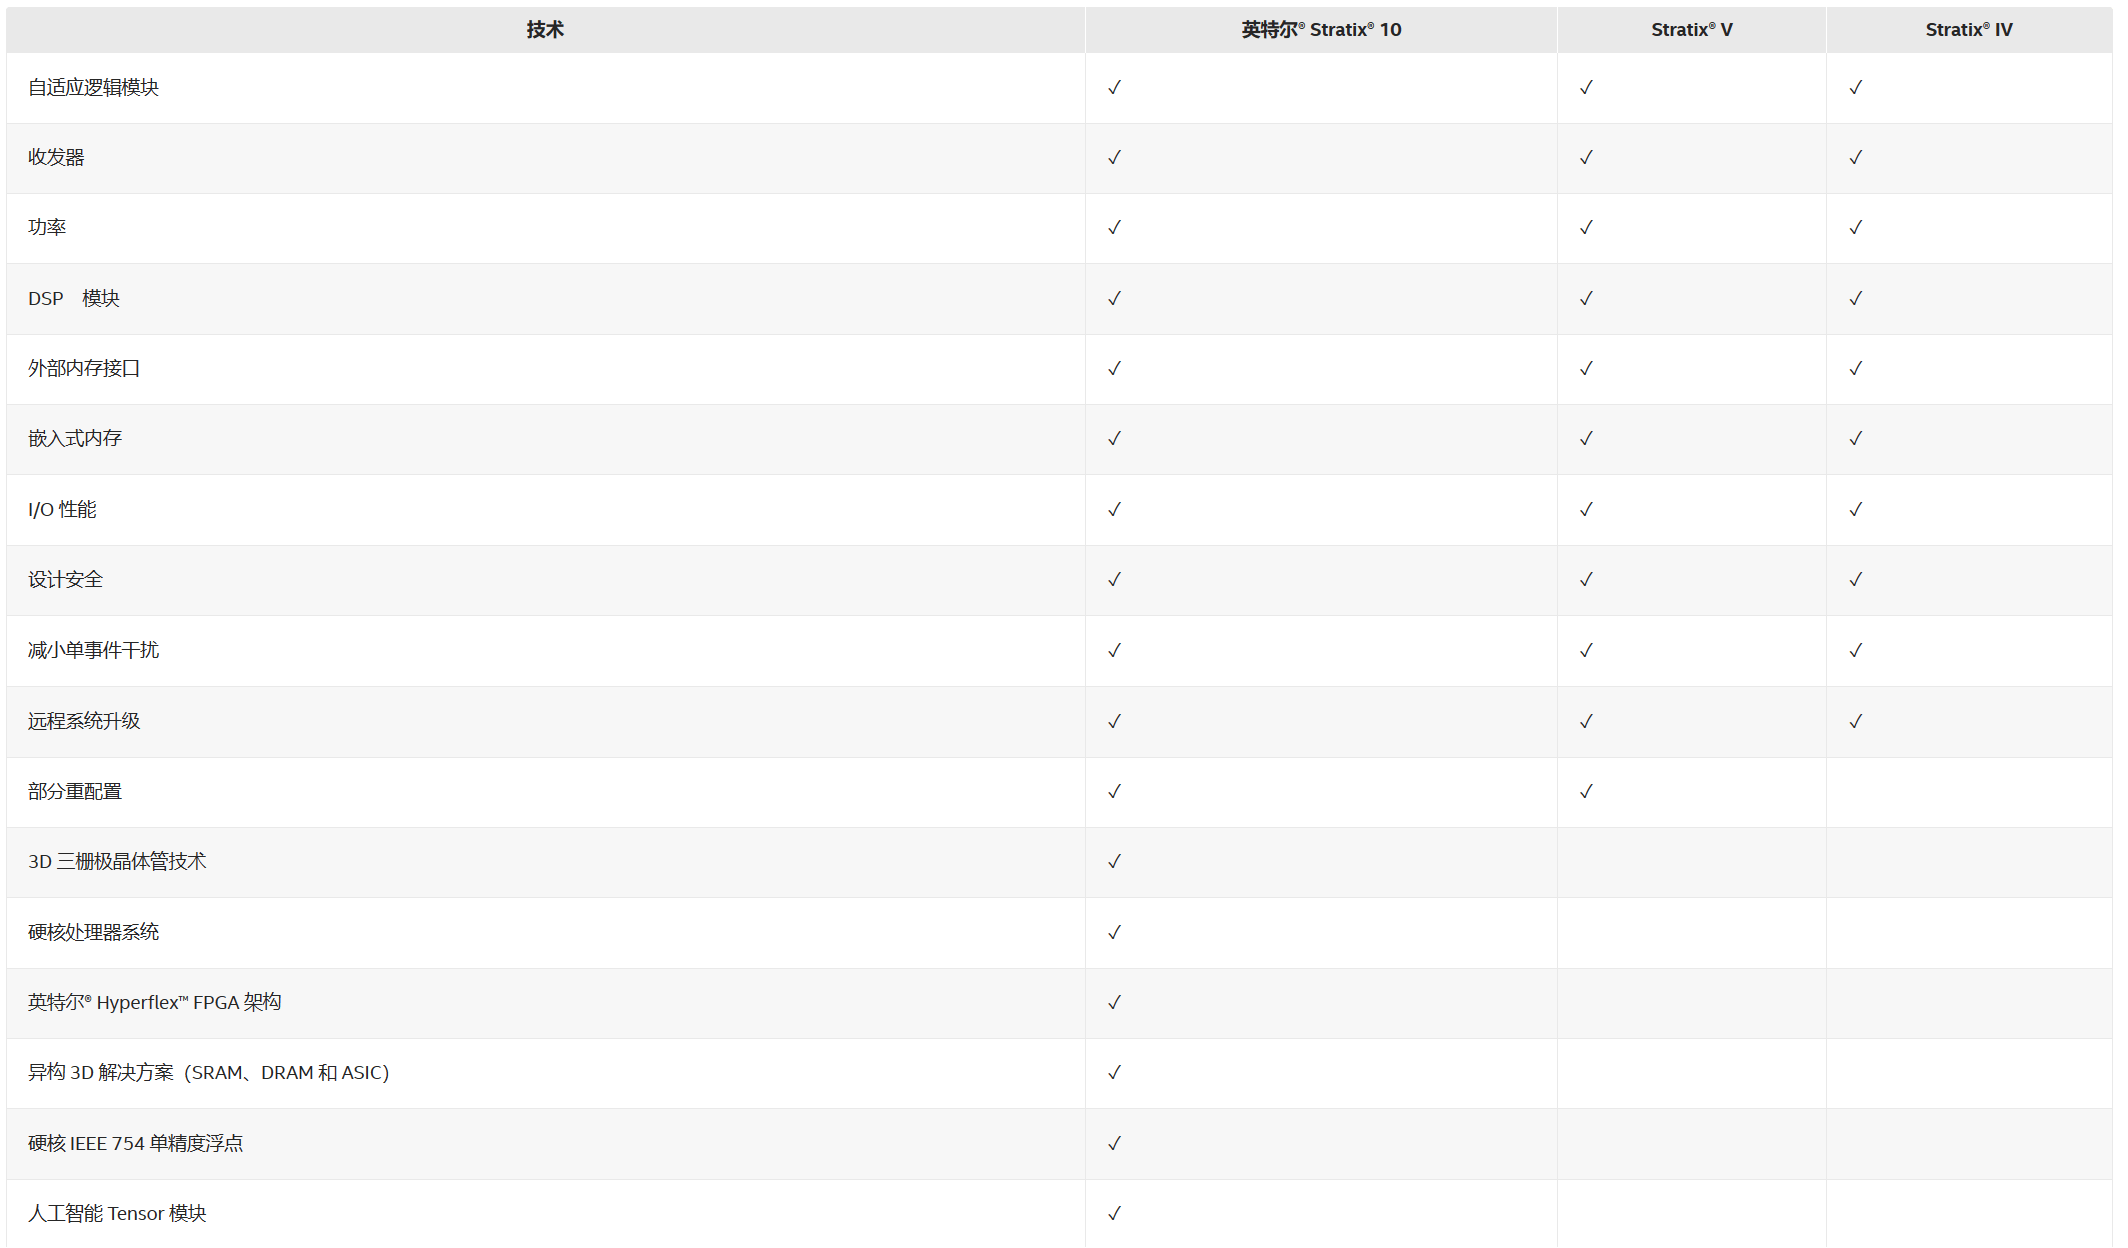 技术 英特尔® Stratix® 10 Stratix® V Stratix® IV
自适应逻辑模块 ✓ ✓ ✓
收发器 ✓ ✓ ✓
功率 ✓ ✓ ✓
DSP 模块 ✓ ✓ ✓
外部内存接口 ✓ ✓ ✓
嵌入式内存 ✓ ✓ ✓
I/O 性能 ✓ ✓ ✓
设计安全 ✓ ✓ ✓
减小单事件干扰 ✓ ✓ ✓
远程系统升级 ✓ ✓ ✓
部分重配置 ✓ ✓
3D 三栅极晶体管技术 ✓
硬核处理器系统 ✓
英特尔® Hyperflex™ FPGA 架构 ✓
异构 3D 解决方案（SRAM、DRAM 和 ASIC） ✓
硬核 IEEE 754 单精度浮点 ✓
人工智能 Tensor 模块 ✓